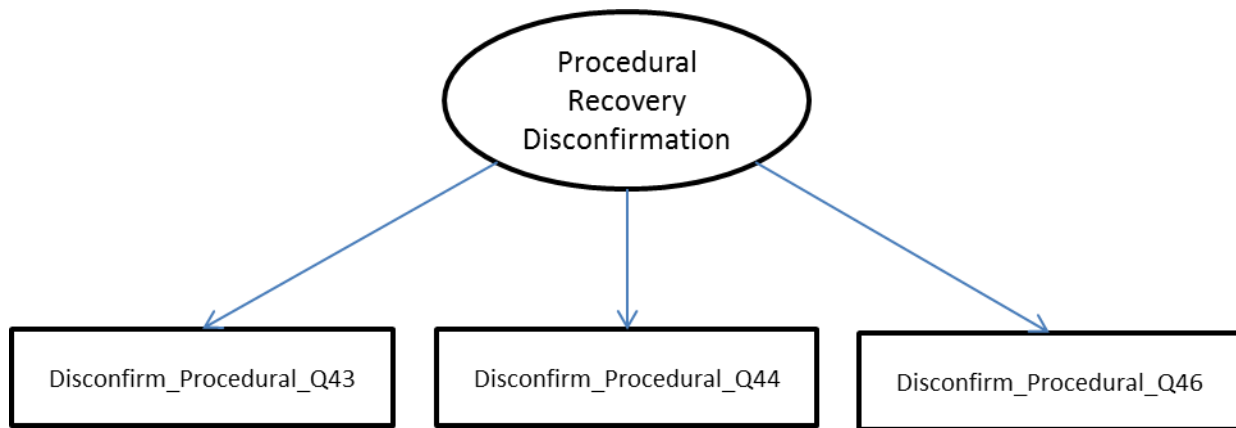 Procedural
Recovery
Disconfirmation
Disconfirm_Procedural_Q43
Disconfirm_Procedural_Q44
Disconfirm_Procedural_Q46